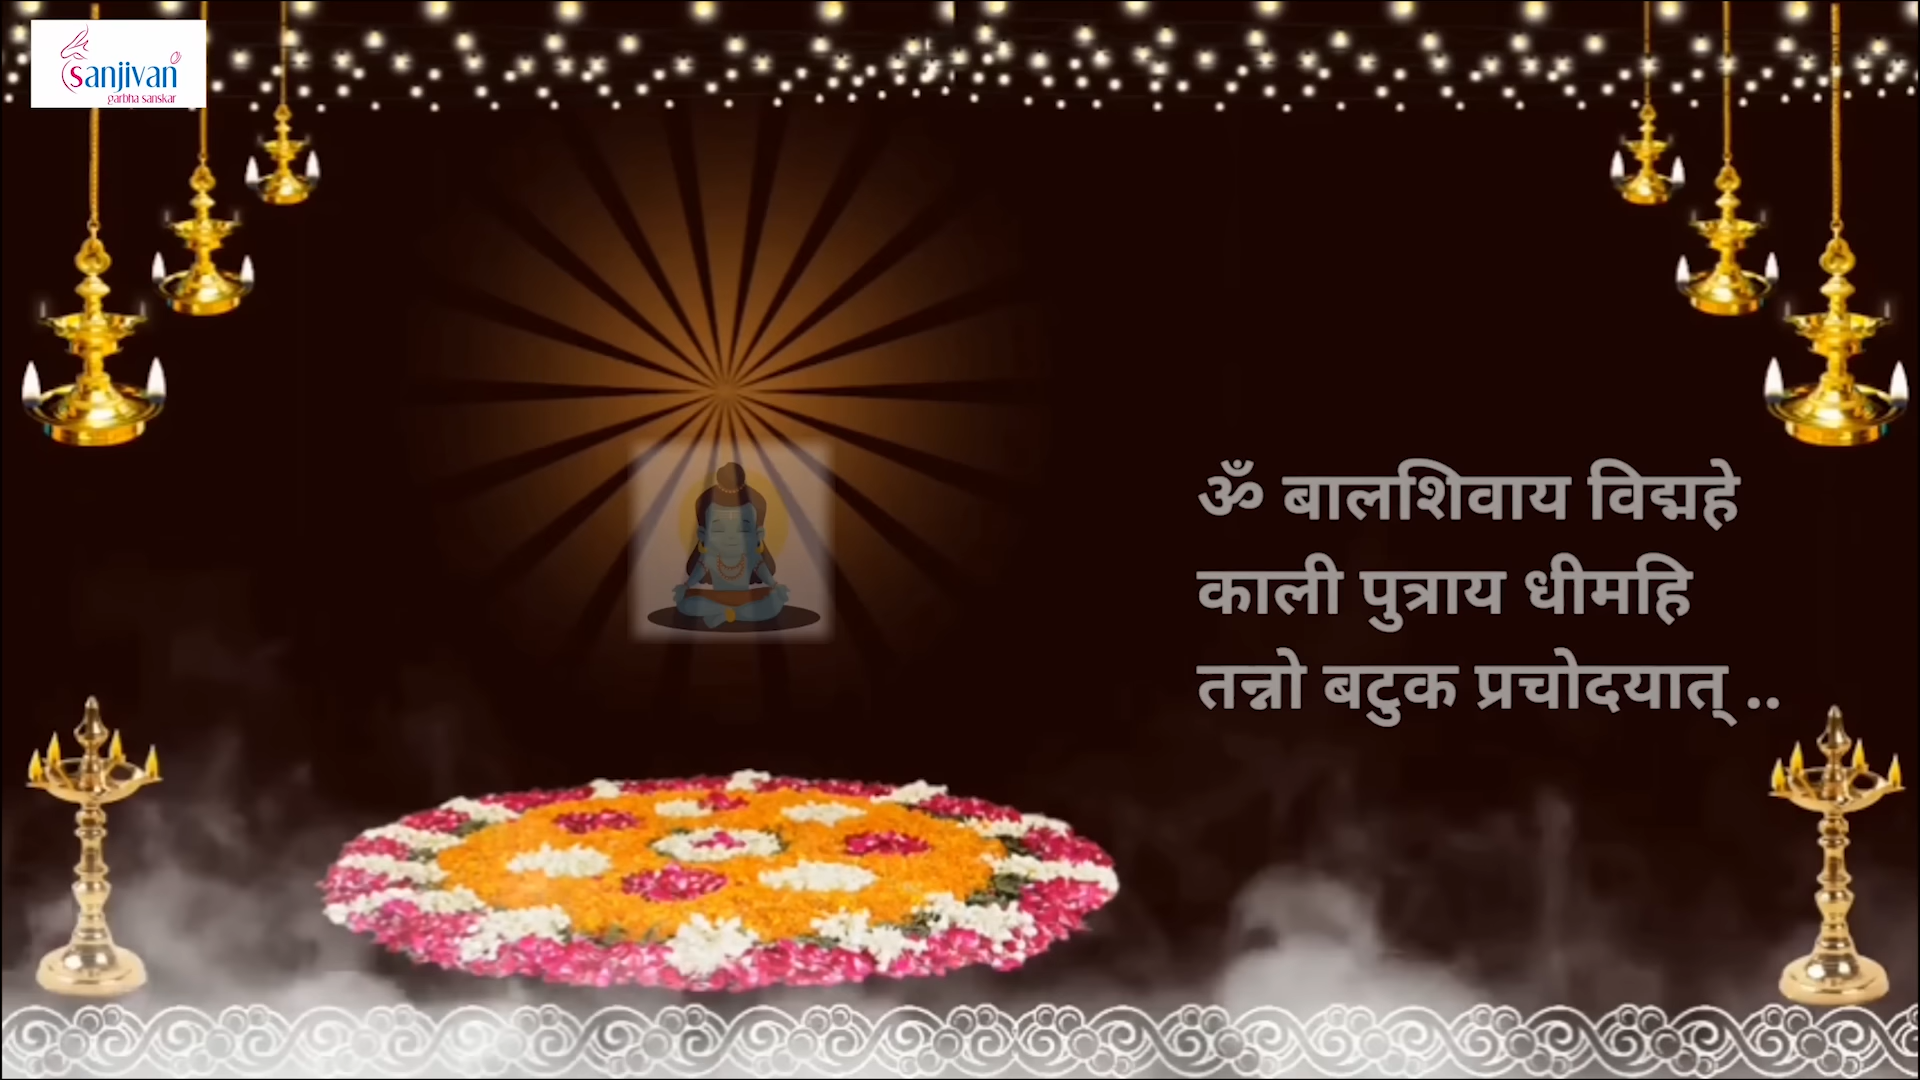 sanjivan
garbha sanskar
ॐ बालशिवाय विद्महे
काली पुत्राय धीमहि
तन्नो बटुक प्रचोदयात् ..